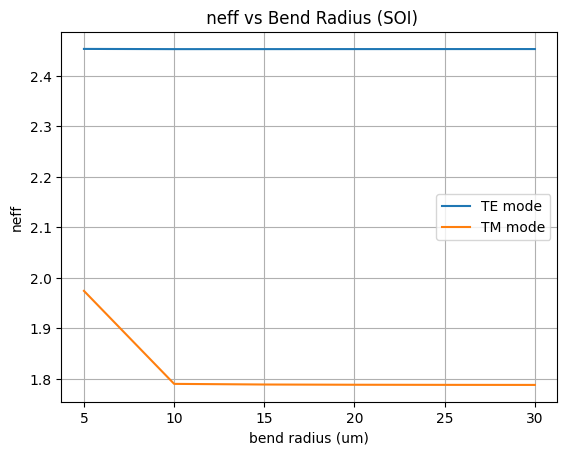 neff vs Bend Radius (SOI)
neff
2.4
2.3
2.2
2.1
2.0
1.9
1.8
TE mode
TM mode
5
10
15
20
25
30
bend radius (um)